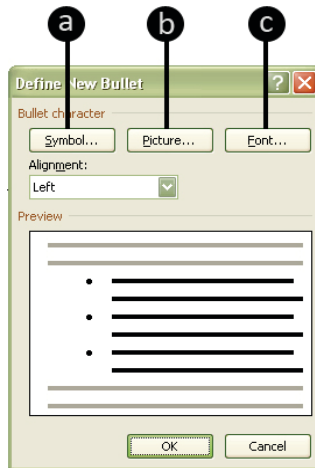 a b c
Define New Bullet ?
Bullet character
Symbol... Picture... Font...
Alignment:
Left
Preview
OK Cancel